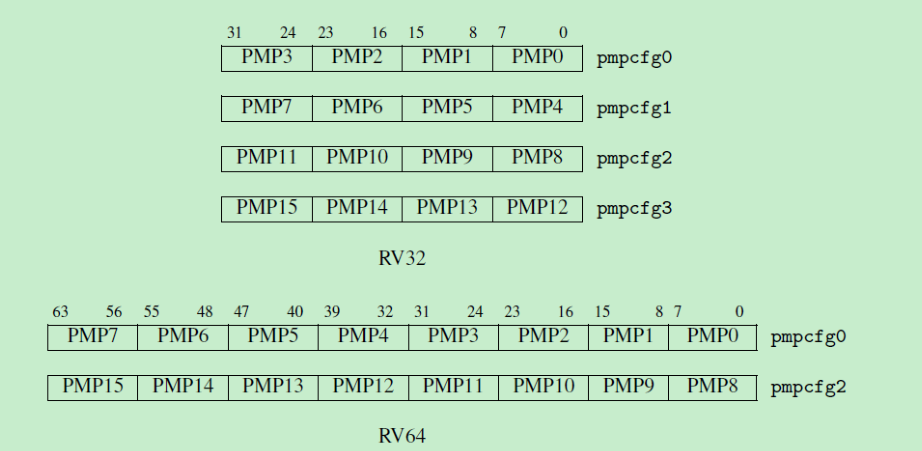 31 24 23 16 15 8 7 0
PMP3 PMP2 PMP1 PMP0 pmpcfg0
PMP7 PMP6 PMP5 PMP4 pmpcfg1
PMP11 PMP10 PMP9 PMP8 pmpcfg2
PMP15 PMP14 PMP13 PMP12 pmpcfg3
RV32
63 56 55 48 47 40 39 32 31 24 23 16 15 8 7 0
PMP7 PMP6 PMP5 PMP4 PMP3 PMP2 PMP1 PMP0 pmpcfg0
PMP15 PMP14 PMP13 PMP12 PMP11 PMP10 PMP9 PMP8 pmpcfg2
RV64